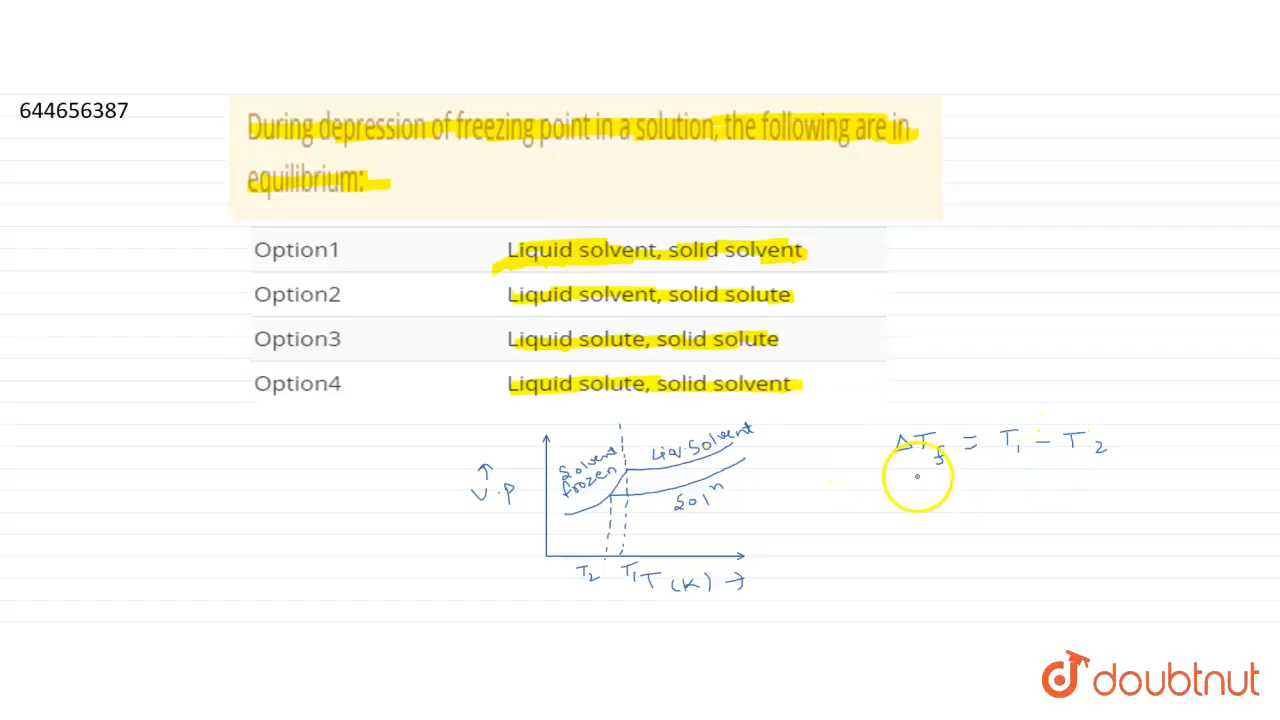 644656387
During depression of freezing point in a solution, the following are in
equilibrium:
Option1 Liquid solvent, solid solvent
Option2 Liquid solvent, solid solute
Option3 Liquid solute, solid solute
Option4 Liquid solute, solid solvent
ΔTf = T1 - T2
Solvent
frozen
Liq. Solvent
Solⁿ
↑
V.P
T2 T1 T (K) →
doubtnut